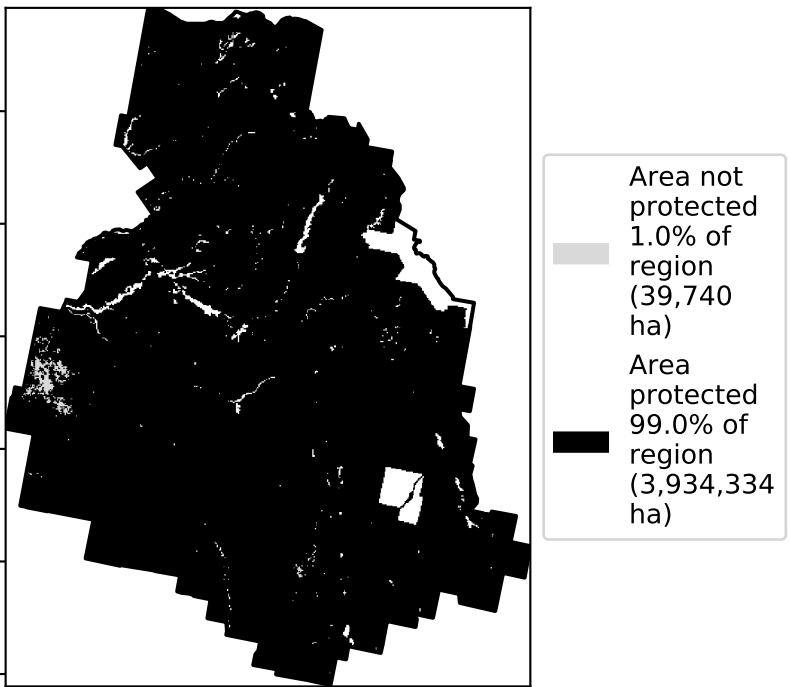 Area not
protected
1.0% of
region
(39,740
ha)
Area
protected
99.0% of
region
(3,934,334
ha)